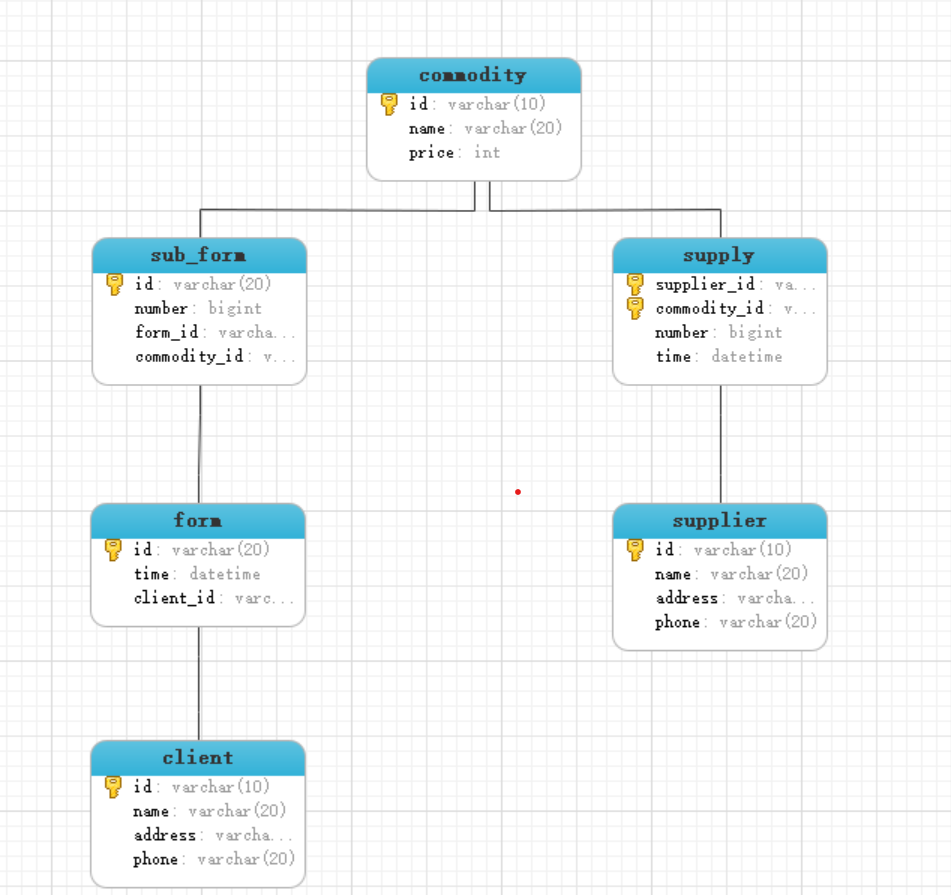 commodity
id: varchar(10)
name: varchar(20)
price: int
sub_form
id: varchar(20)
number: bigint
form_id: varcha...
commodity_id: v...
supply
supplier_id: va...
commodity_id: v...
number: bigint
time: datetime
form
id: varchar(20)
time: datetime
client_id: varc...
supplier
id: varchar(10)
name: varchar(20)
address: varcha...
phone: varchar(20)
client
id: varchar(10)
name: varchar(20)
address: varcha...
phone: varchar(20)